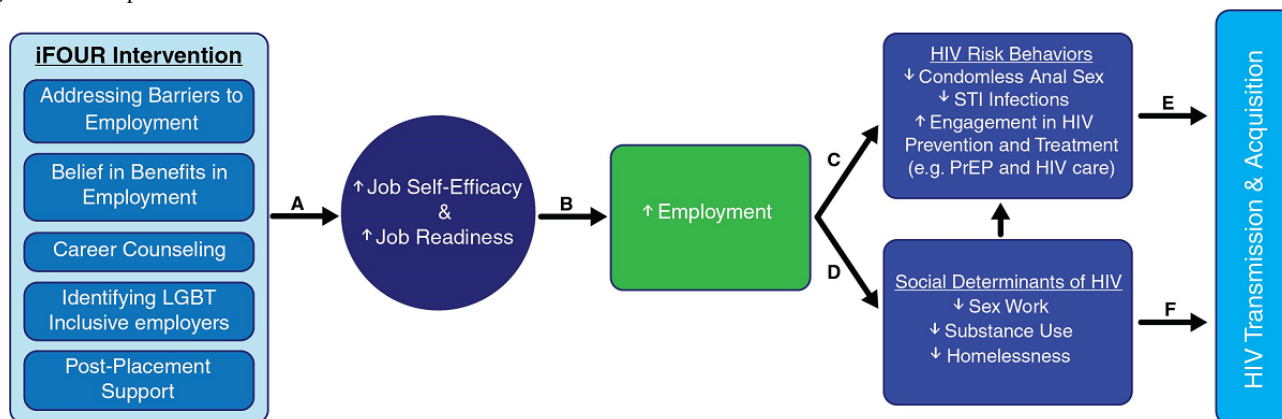 iFOUR Intervention
Addressing Barriers to
Employment
Belief in Benefits in
Employment
Career Counseling
Identifying LGBT
Inclusive employers
Post-Placement
Support
A
↑ Job Self-Efficacy
&
↑ Job Readiness
B
↑ Employment
C
D
HIV Risk Behaviors
↓ Condomless Anal Sex
↓ STI Infections
↑ Engagement in HIV
Prevention and Treatment
(e.g. PrEP and HIV care)
Social Determinants of HIV
↓ Sex Work
↓ Substance Use
↓ Homelessness
E
F
HIV Transmission & Acquisition